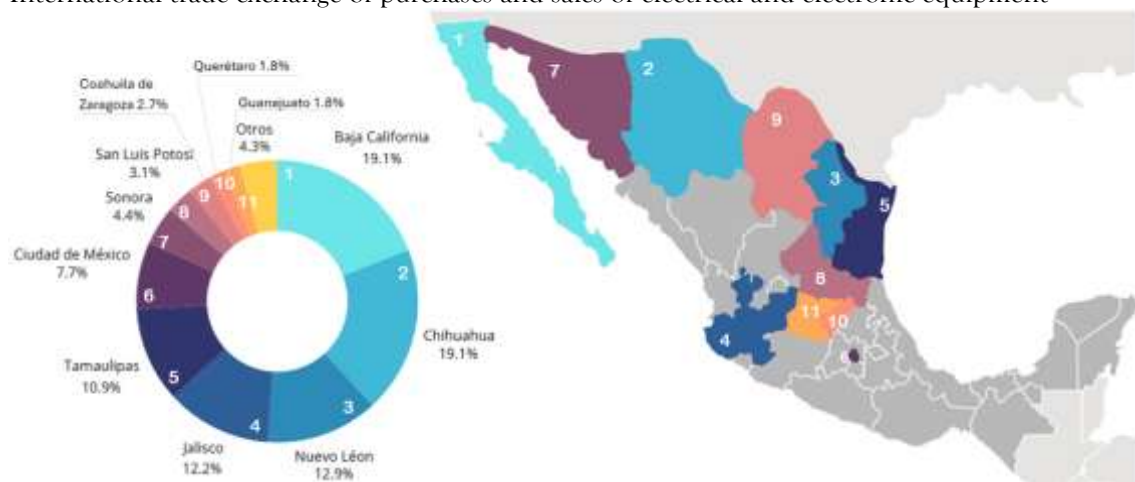 International trade exchange of purchases and sales of electrical and electronic equipment
Querétaro 1.8%
Coahuila de
Zaragoza 2.7%
Guanajuato 1.8%
Otros
4.3%
Baja California
19.1%
San Luis Potosí
3.1%
Sonora
4.4%
Ciudad de México
7.7%
Tamaulipas
10.9%
Jalisco
12.2%
Nuevo Léon
12.9%
Chihuahua
19.1%
1
2
3
4
5
6
7
8
9
10
11
1
7
2
9
3
5
8
11
10
4
6